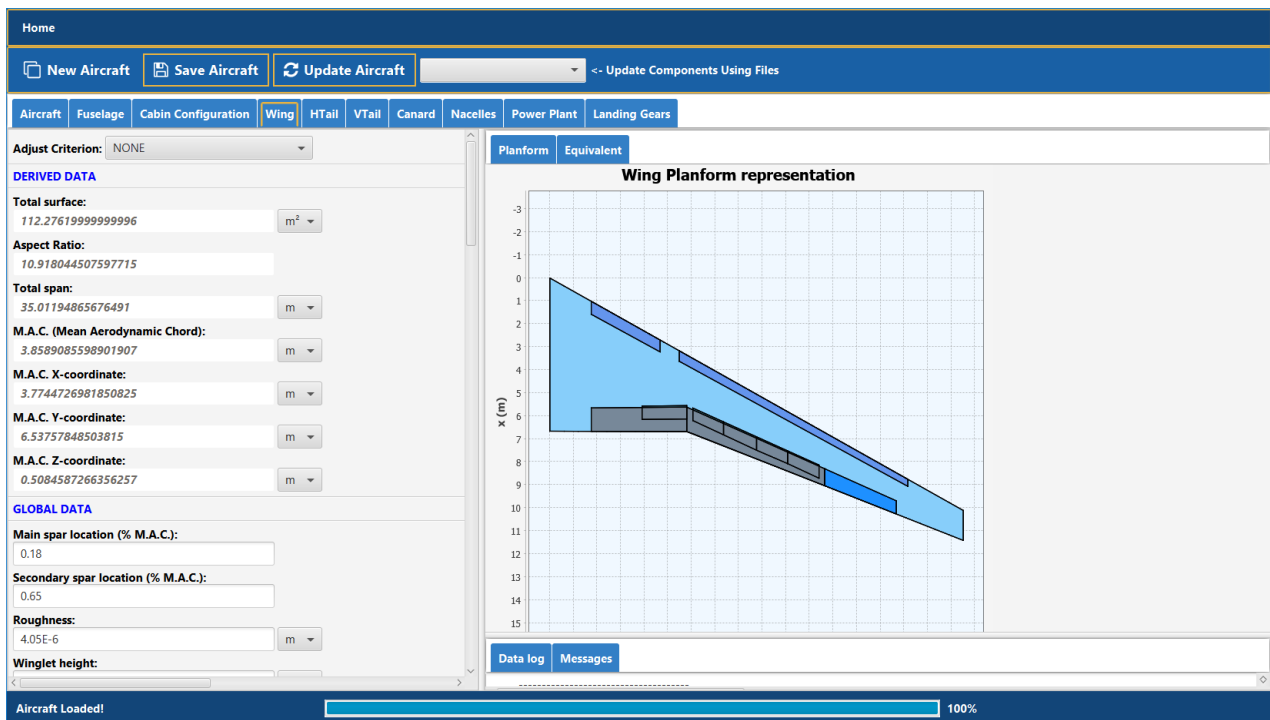 Home
New Aircraft Save Aircraft Update Aircraft <- Update Components Using Files
Aircraft Fuselage Cabin Configuration Wing HTail VTail Canard Nacelles Power Plant Landing Gears
Adjust Criterion: NONE
DERIVED DATA
Total surface:
112.27619999999996 m²
Aspect Ratio:
10.918044507597715
Total span:
35.01194865676491 m
M.A.C. (Mean Aerodynamic Chord):
3.8589085598901907 m
M.A.C. X-coordinate:
3.7744726981850825 m
M.A.C. Y-coordinate:
6.53757848503815 m
M.A.C. Z-coordinate:
0.5084587266356257 m
GLOBAL DATA
Main spar location (% M.A.C.):
0.18
Secondary spar location (% M.A.C.):
0.65
Roughness:
4.05E-6 m
Winglet height:
Planform Equivalent
Wing Planform representation
-3
-2
-1
0
1
2
3
4
5
x (m)
6
7
8
9
10
11
12
13
14
15
Data log Messages
Aircraft Loaded! 100%